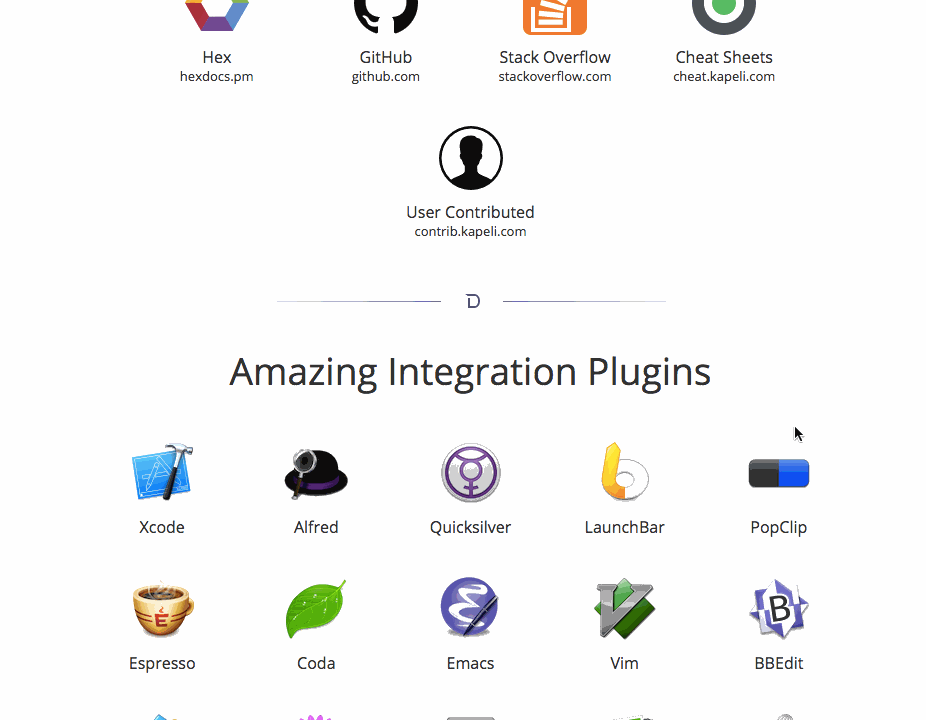 Hex
hexdocs.pm
GitHub
github.com
Stack Overflow
stackoverflow.com
Cheat Sheets
cheat.kapeli.com
User Contributed
contrib.kapeli.com
Amazing Integration Plugins
Xcode
Alfred
Quicksilver
LaunchBar
PopClip
Espresso
Coda
Emacs
Vim
BBEdit